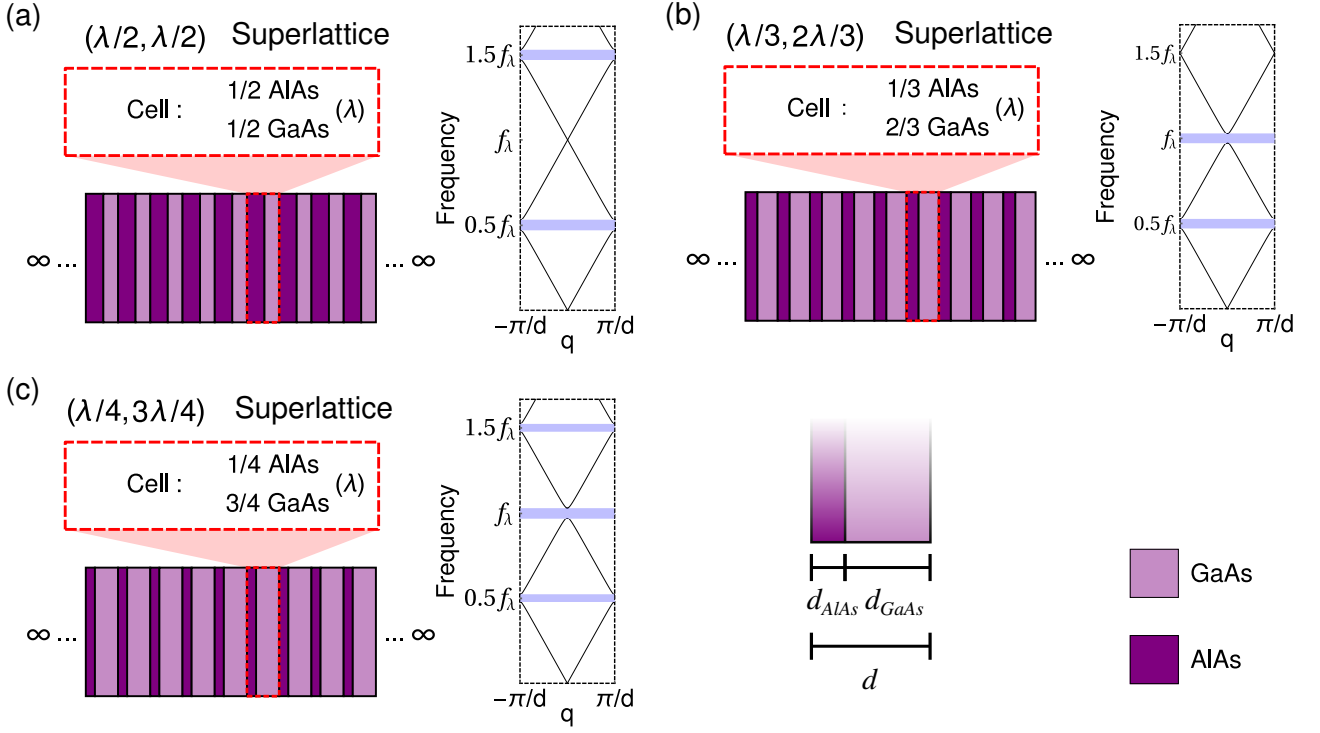 (a)
(λ/2, λ/2) Superlattice
Cell : 1/2 AlAs
1/2 GaAs (λ)
∞ ... ... ∞
Frequency
1.5 f_λ
f_λ
0.5 f_λ
−π/d π/d
q
(b)
(λ/3, 2λ/3) Superlattice
Cell : 1/3 AlAs
2/3 GaAs (λ)
∞ ... ... ∞
Frequency
1.5 f_λ
f_λ
0.5 f_λ
−π/d π/d
q
(c)
(λ/4, 3λ/4) Superlattice
Cell : 1/4 AlAs
3/4 GaAs (λ)
∞ ... ... ∞
Frequency
1.5 f_λ
f_λ
0.5 f_λ
−π/d π/d
q
d_AlAs d_GaAs
d
GaAs
AlAs